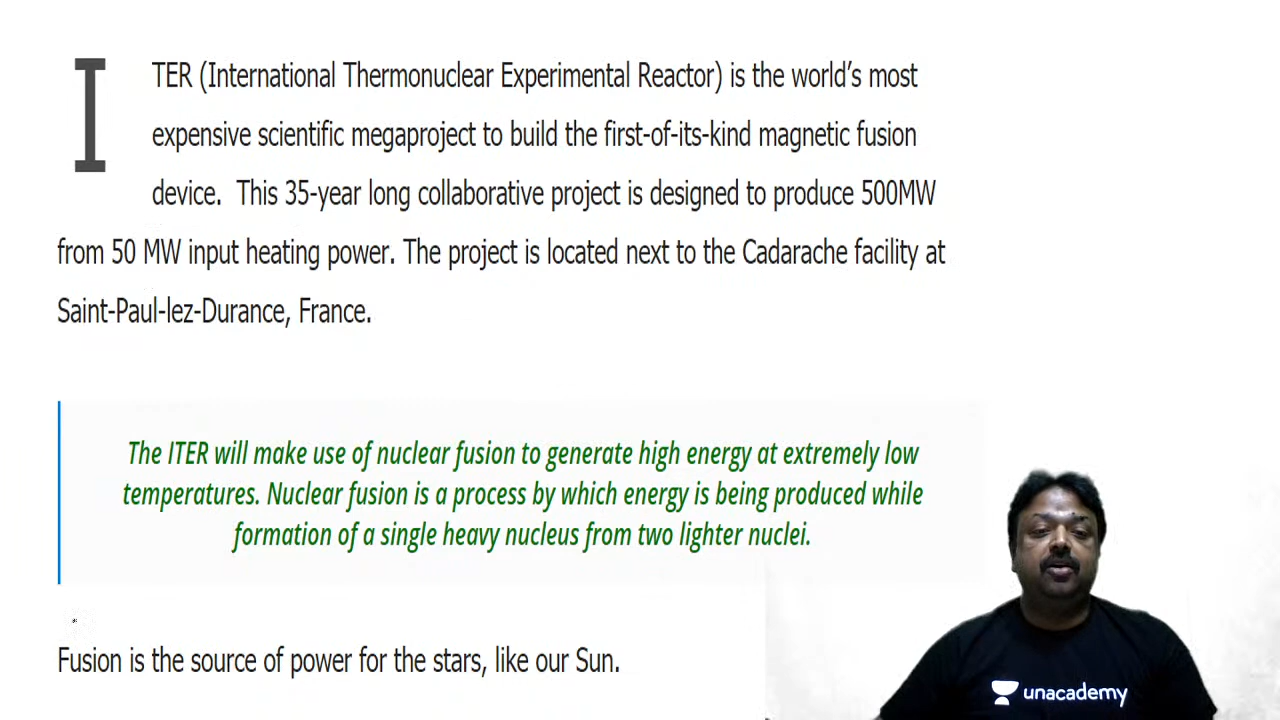 ITER (International Thermonuclear Experimental Reactor) is the world’s most
expensive scientific megaproject to build the first-of-its-kind magnetic fusion
device. This 35-year long collaborative project is designed to produce 500MW
from 50 MW input heating power. The project is located next to the Cadarache facility at
Saint-Paul-lez-Durance, France.
The ITER will make use of nuclear fusion to generate high energy at extremely low
temperatures. Nuclear fusion is a process by which energy is being produced while
formation of a single heavy nucleus from two lighter nuclei.
Fusion is the source of power for the stars, like our Sun.
unacademy